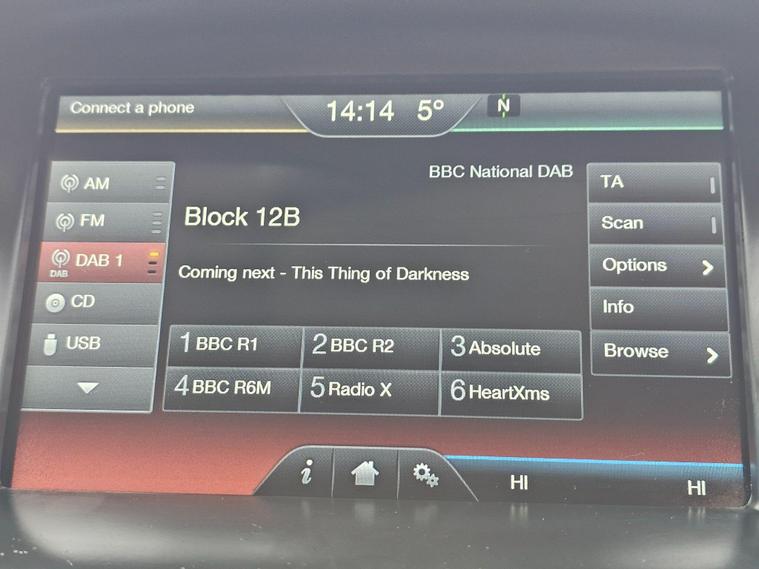 Connect a phone
14:14 5° N
BBC National DAB
AM
FM
DAB DAB 1
CD
USB
Block 12B
Coming next - This Thing of Darkness
1 BBC R1 2 BBC R2 3 Absolute
4 BBC R6M 5 Radio X 6 HeartXms
TA
Scan
Options
Info
Browse
i
HI HI